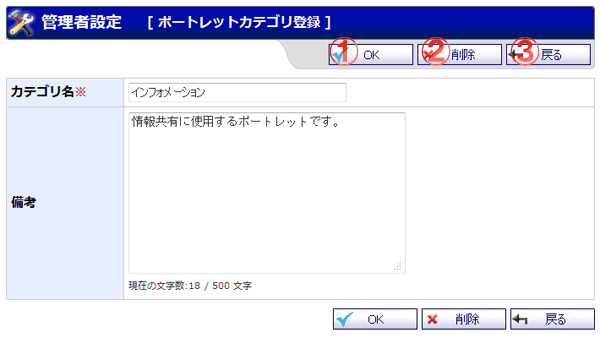 管理者設定 [ ポートレットカテゴリ登録 ]
① OK ② 削除 ③ 戻る
カテゴリ名※ インフォメーション
情報共有に使用するポートレットです。
備考
現在の文字数:18 / 500 文字
OK 削除 戻る